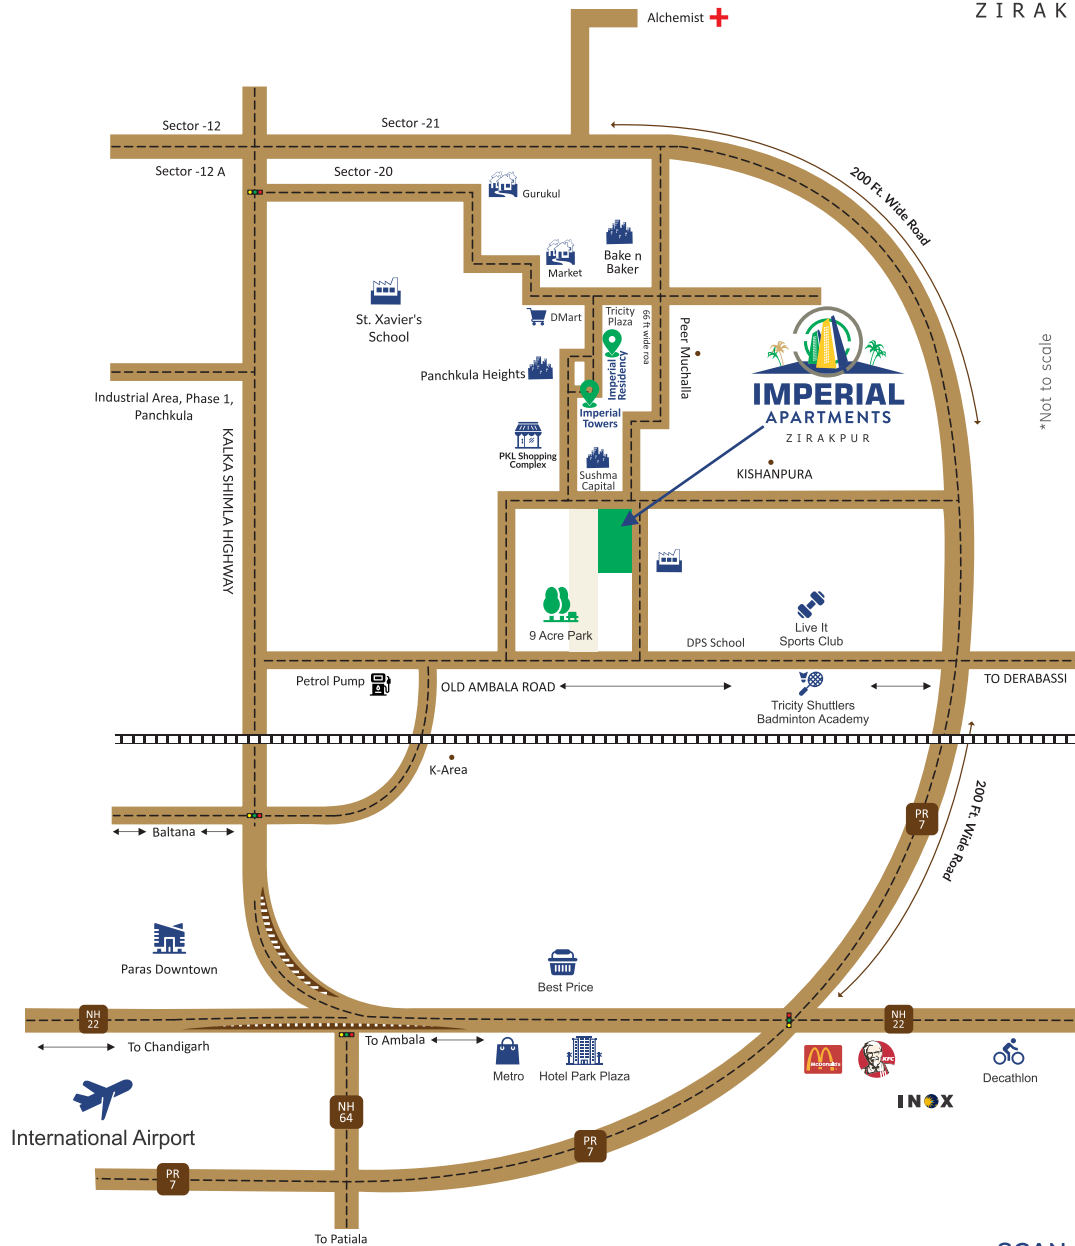 ZIRAK
Alchemist
Sector -12
Sector -21
Sector -12 A
Sector -20
200 Ft. Wide Road
Gurukul
Bake n
Baker
Market
St. Xavier's
School
DMart
Tricity
Plaza
66 ft wide roa
Peer Muchalla
Imperial
Residency
Panchkula Heights
Imperial
Towers
IMPERIAL
APARTMENTS
ZIRAKPUR
*Not to scale
Industrial Area, Phase 1,
Panchkula
KALKA SHIMLA HIGHWAY
PKL Shopping
Complex
Sushma
Capital
KISHANPURA
9 Acre Park
DPS School
Live It
Sports Club
Petrol Pump
OLD AMBALA ROAD
TO DERABASSI
Tricity Shuttlers
Badminton Academy
K-Area
Baltana
PR
7
200 Ft. Wide Road
Paras Downtown
Best Price
NH
22
NH
22
To Chandigarh
To Ambala
Metro
Hotel Park Plaza
McDonald's
KFC
Decathlon
INOX
International Airport
NH
64
PR
7
PR
7
To Patiala
SCAN